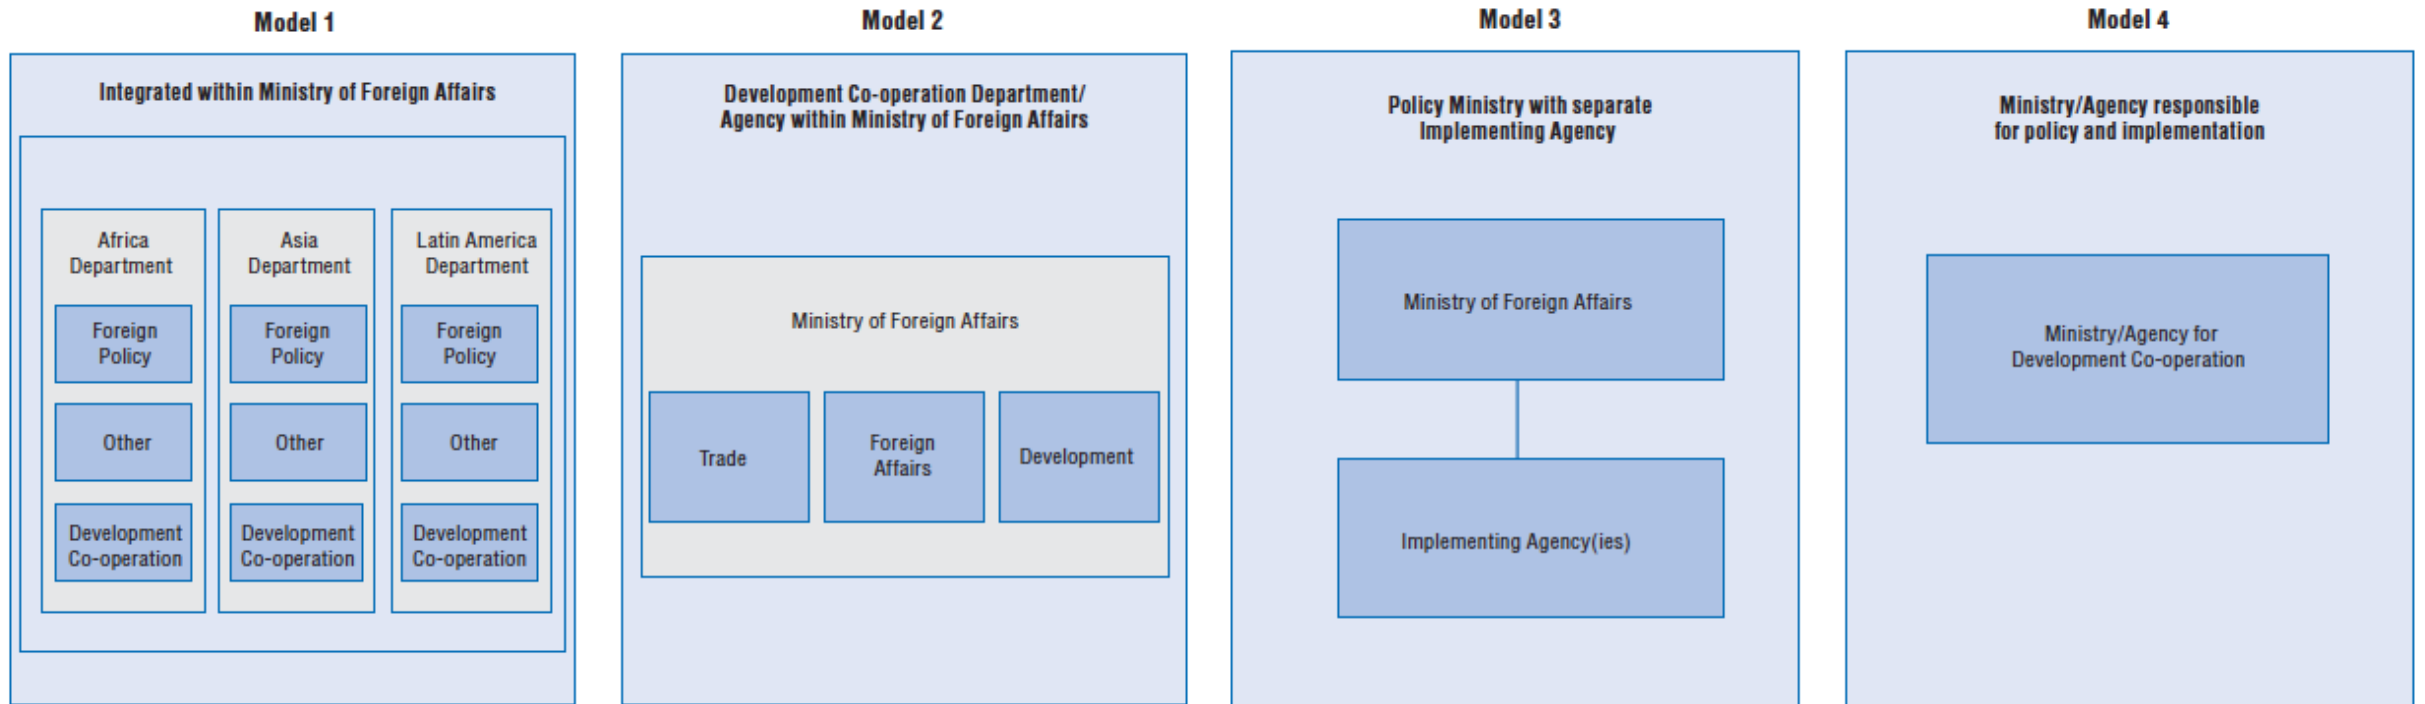 Model 1
Integrated within Ministry of Foreign Affairs
Africa
Department
Foreign
Policy
Other
Development
Co-operation
Asia
Department
Foreign
Policy
Other
Development
Co-operation
Latin America
Department
Foreign
Policy
Other
Development
Co-operation
Model 2
Development Co-operation Department/
Agency within Ministry of Foreign Affairs
Ministry of Foreign Affairs
Trade
Foreign
Affairs
Development
Model 3
Policy Ministry with separate
Implementing Agency
Ministry of Foreign Affairs
Implementing Agency(ies)
Model 4
Ministry/Agency responsible
for policy and implementation
Ministry/Agency for
Development Co-operation